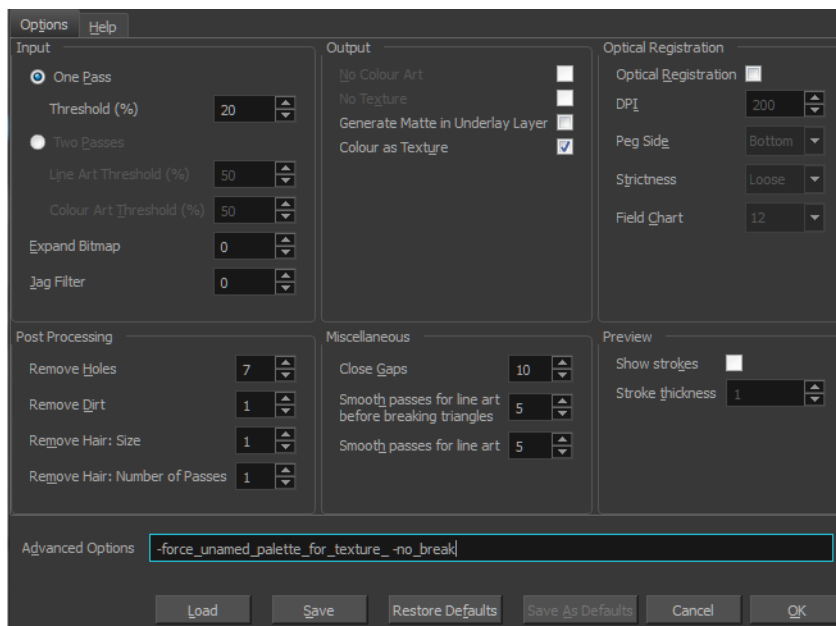 Options
Help
Input
One Pass
Threshold (%)
20
Two Passes
Line Art Threshold (%)
50
Colour Art Threshold (%)
50
Expand Bitmap
0
Jag Filter
0
Output
No Colour Art
No Texture
Generate Matte in Underlay Layer
Colour as Texture
Optical Registration
Optical Registration
DPI
200
Peg Side
Bottom
Strictness
Loose
Field Chart
12
Post Processing
Remove Holes
7
Remove Dirt
1
Remove Hair: Size
1
Remove Hair: Number of Passes
1
Miscellaneous
Close Gaps
10
Smooth passes for line art
before breaking triangles
5
Smooth passes for line art
5
Preview
Show strokes
Stroke thickness
1
Advanced Options
-force_unamed_palette_for_texture_ -no_break
Load
Save
Restore Defaults
Save As Defaults
Cancel
OK